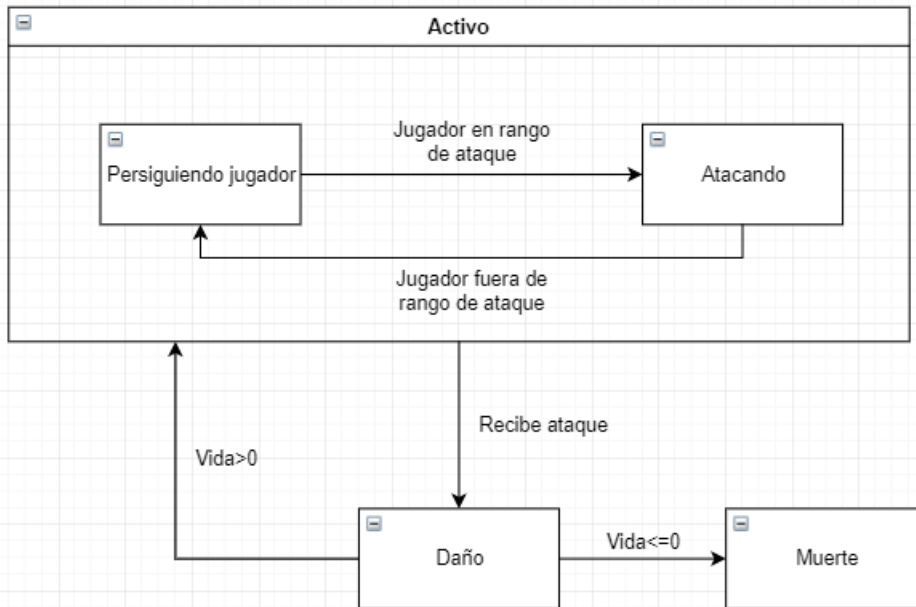 Activo
Jugador en rango
de ataque
Persiguiendo jugador
Atacando
Jugador fuera de
rango de ataque
Recibe ataque
Vida>0
Vida<=0
Daño
Muerte